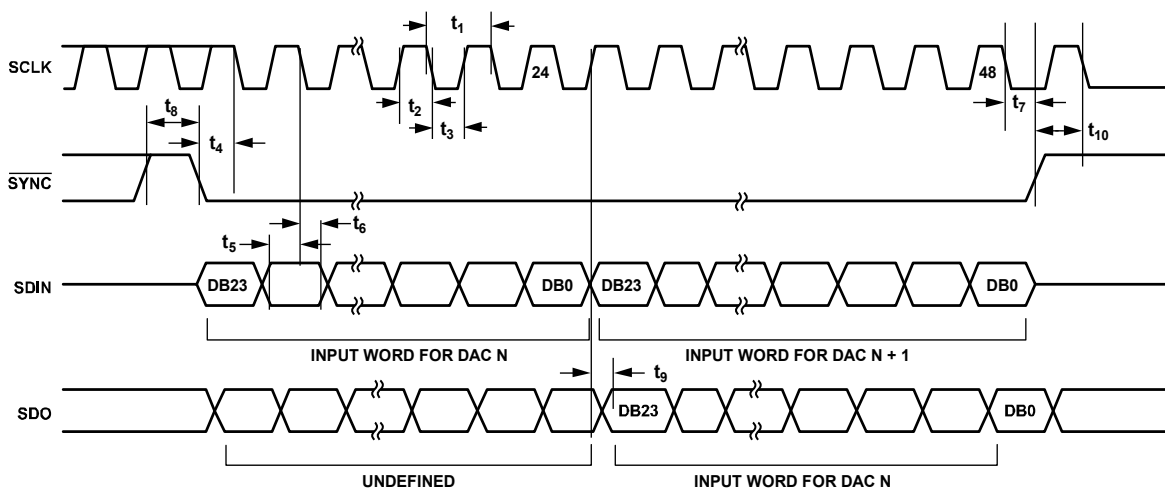 t1
SCLK
24
48
t2
t3
t7
t8
t4
t10
SYNC
t6
t5
SDIN
DB23
DB0
DB23
DB0
INPUT WORD FOR DAC N
INPUT WORD FOR DAC N + 1
t9
SDO
DB23
DB0
UNDEFINED
INPUT WORD FOR DAC N